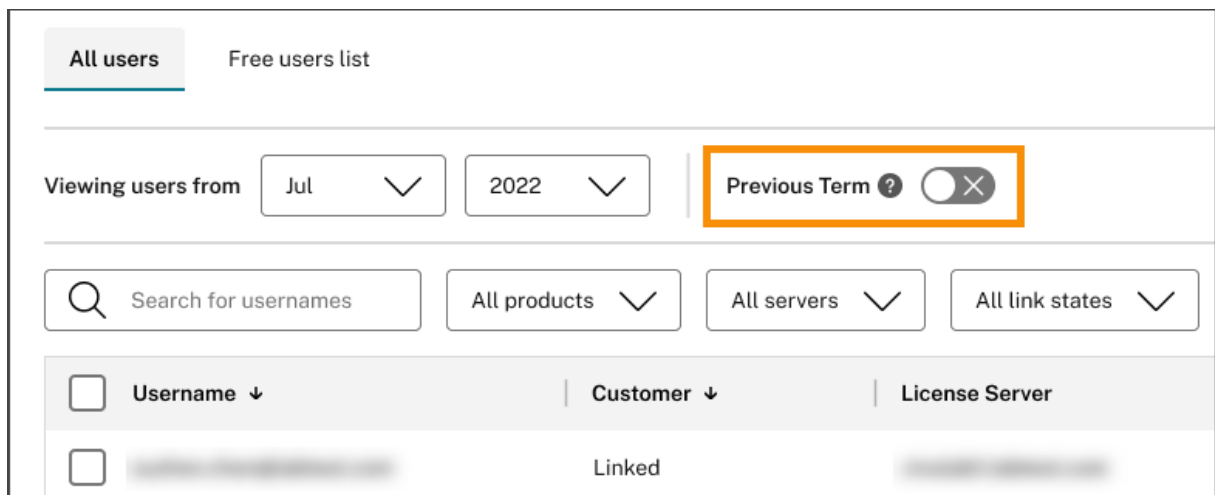 All users Free users list
Viewing users from Jul 2022 Previous Term ?
Search for usernames All products All servers All link states
Username ↓ Customer ↓ License Server
Linked